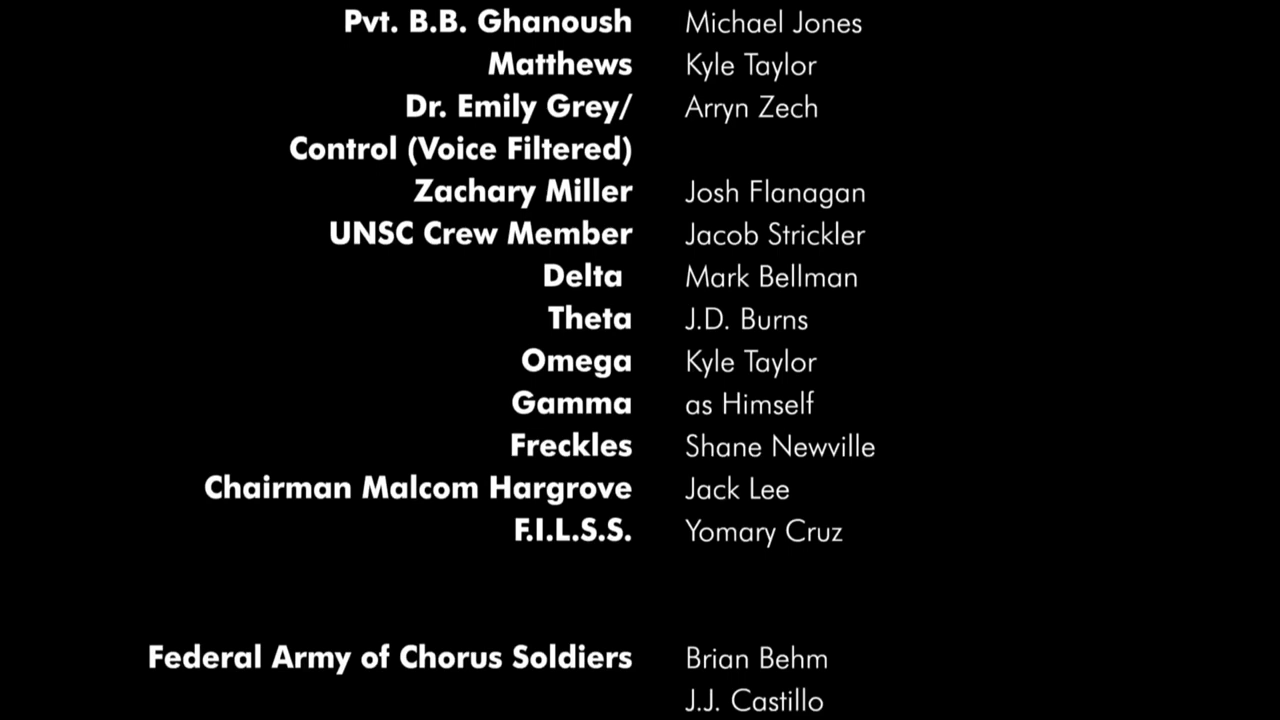 Pvt. B.B. Ghanoush Michael Jones
Matthews Kyle Taylor
Dr. Emily Grey/ Arryn Zech
Control (Voice Filtered)
Zachary Miller Josh Flanagan
UNSC Crew Member Jacob Strickler
Delta Mark Bellman
Theta J.D. Burns
Omega Kyle Taylor
Gamma as Himself
Freckles Shane Newville
Chairman Malcom Hargrove Jack Lee
F.I.L.S.S. Yomary Cruz
Federal Army of Chorus Soldiers Brian Behm
J.J. Castillo